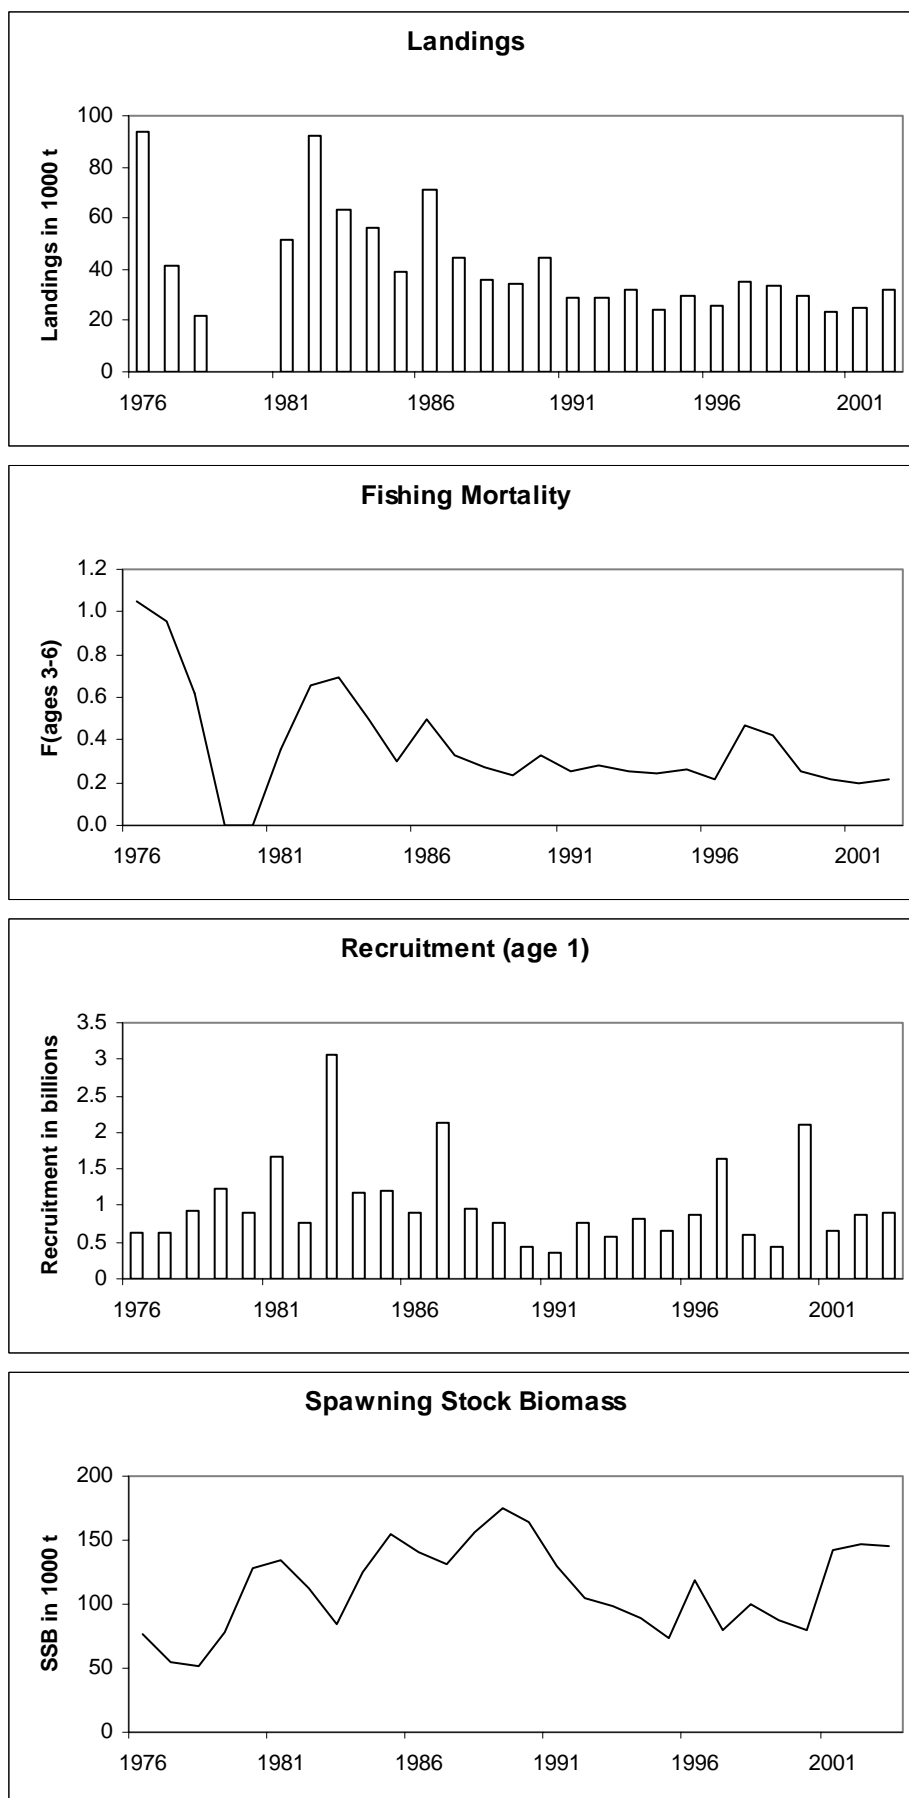 Landings
Landings in 1000 t
100
80
60
40
20
0
1976 1981 1986 1991 1996 2001
Fishing Mortality
F(ages 3-6)
1.2
1.0
0.8
0.6
0.4
0.2
0.0
1976 1981 1986 1991 1996 2001
Recruitment (age 1)
Recruitment in billions
3.5
3
2.5
2
1.5
1
0.5
0
1976 1981 1986 1991 1996 2001
Spawning Stock Biomass
SSB in 1000 t
200
150
100
50
0
1976 1981 1986 1991 1996 2001